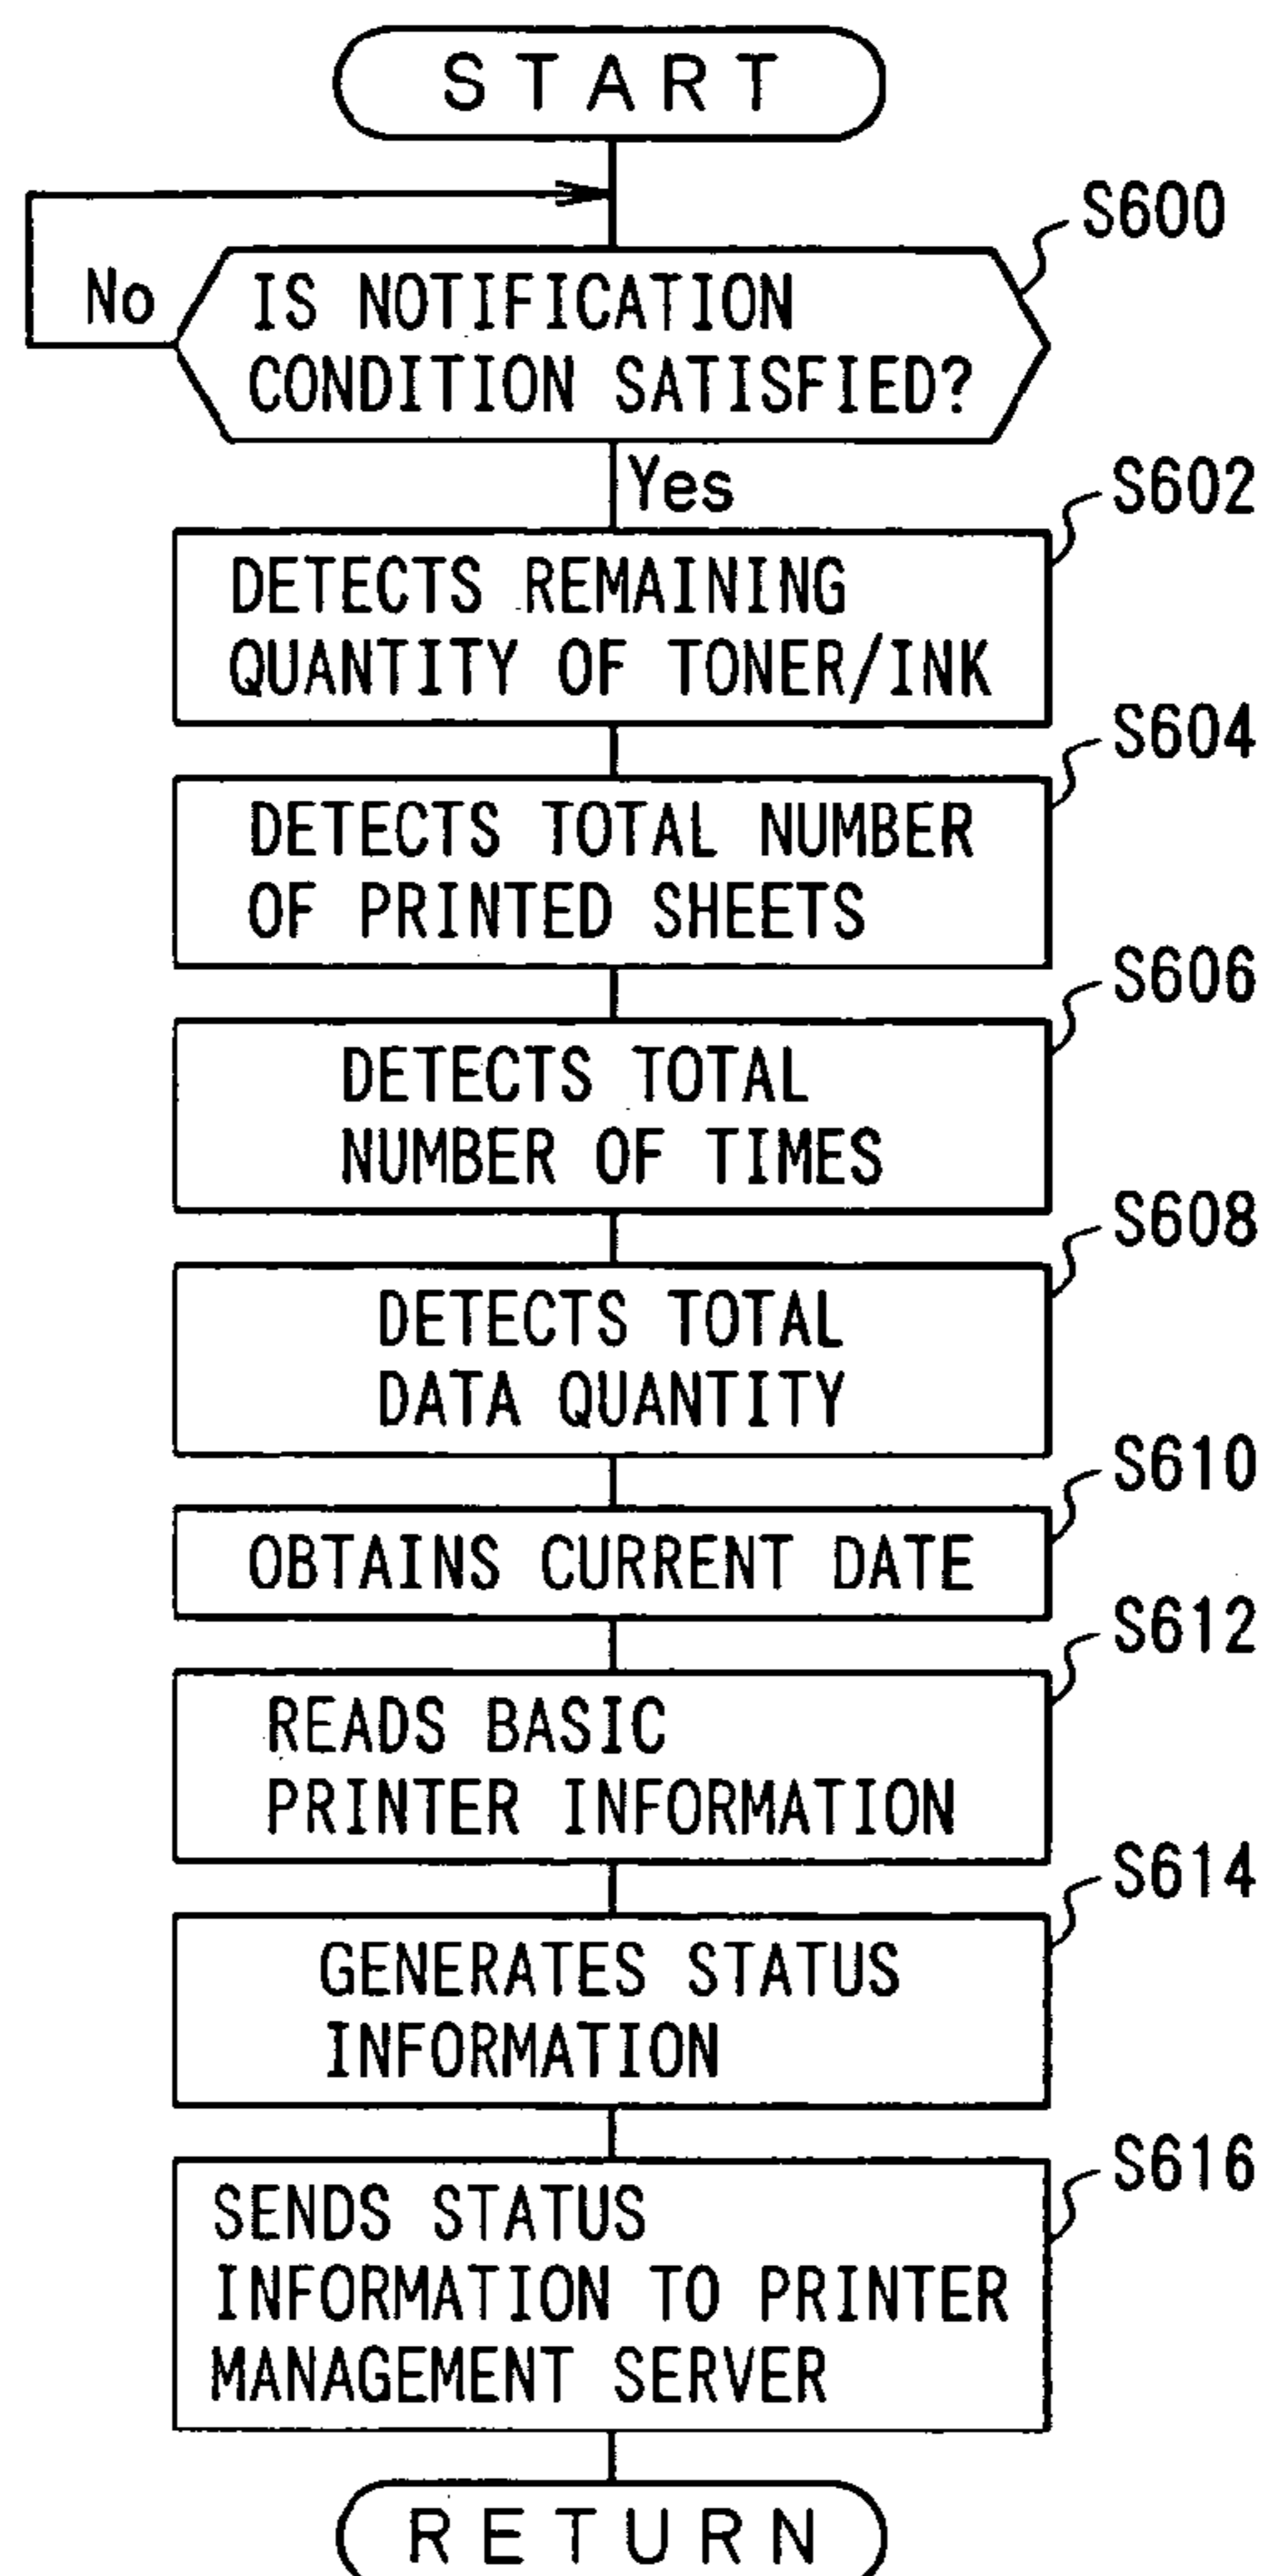 START
S600
No
IS NOTIFICATION
CONDITION SATISFIED?
Yes
S602
DETECTS REMAINING
QUANTITY OF TONER/INK
S604
DETECTS TOTAL NUMBER
OF PRINTED SHEETS
S606
DETECTS TOTAL
NUMBER OF TIMES
S608
DETECTS TOTAL
DATA QUANTITY
S610
OBTAINS CURRENT DATE
S612
READS BASIC
PRINTER INFORMATION
S614
GENERATES STATUS
INFORMATION
S616
SENDS STATUS
INFORMATION TO PRINTER
MANAGEMENT SERVER
RETURN